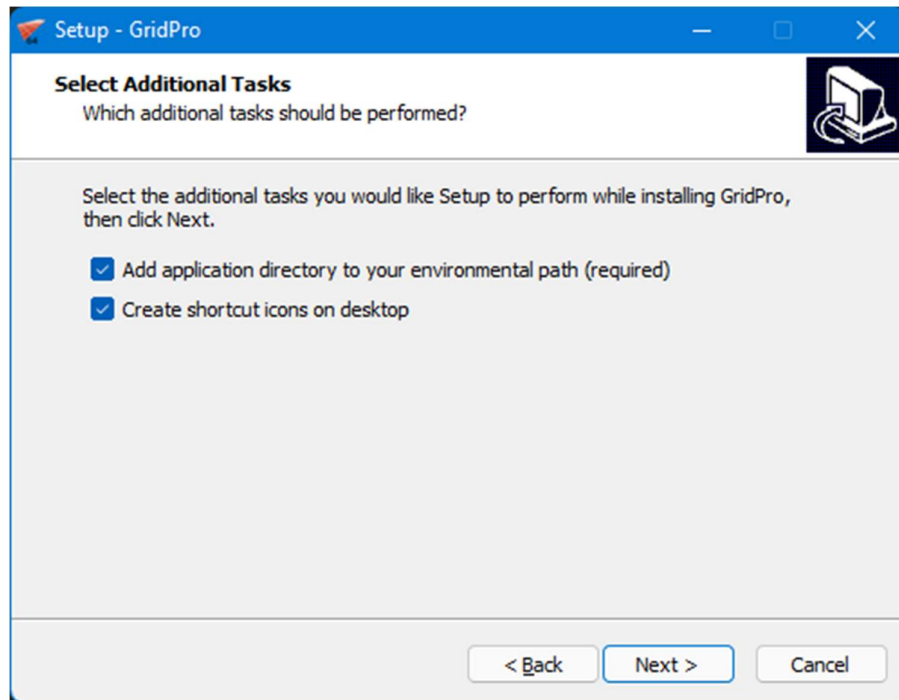 Setup - GridPro
Select Additional Tasks
Which additional tasks should be performed?
Select the additional tasks you would like Setup to perform while installing GridPro,
then click Next.
Add application directory to your environmental path (required)
Create shortcut icons on desktop
< Back
Next >
Cancel